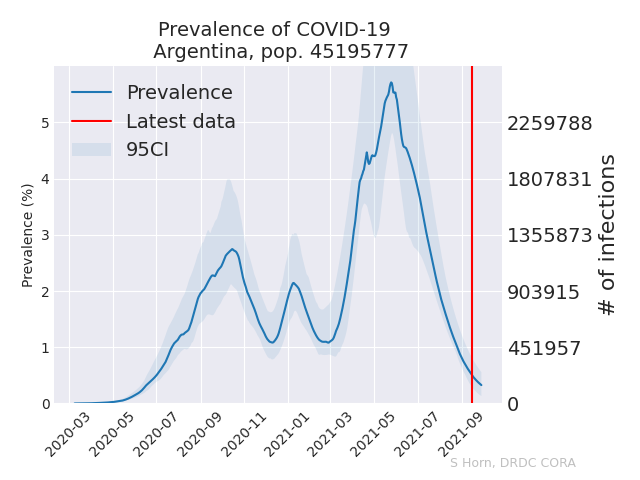 Prevalence of COVID-19
Argentina, pop. 45195777
Prevalence
Latest data
95CI
Prevalence (%)
5
4
3
2
1
0
2259788
1807831
1355873
903915
451957
0
# of infections
2020-03
2020-05
2020-07
2020-09
2020-11
2021-01
2021-03
2021-05
2021-07
2021-09
S Horn, DRDC CORA